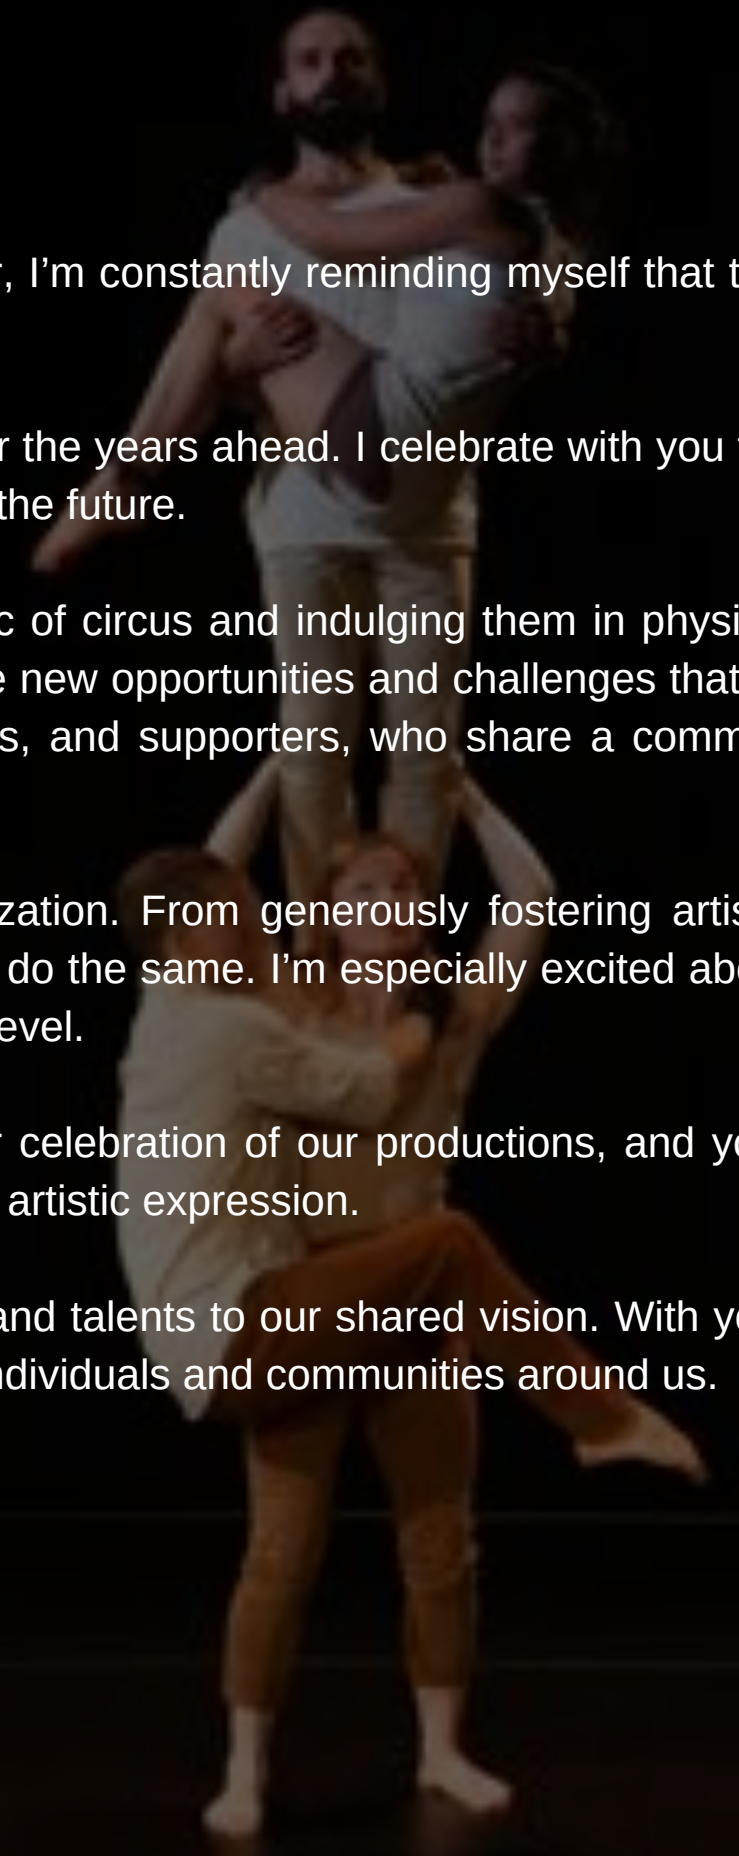 r, I’m constantly reminding myself that t
r the years ahead. I celebrate with you
the future.
c of circus and indulging them in physi
e new opportunities and challenges that
s, and supporters, who share a comm
zation. From generously fostering artis
do the same. I’m especially excited abo
evel.
r celebration of our productions, and yo
artistic expression.
and talents to our shared vision. With yo
ndividuals and communities around us.